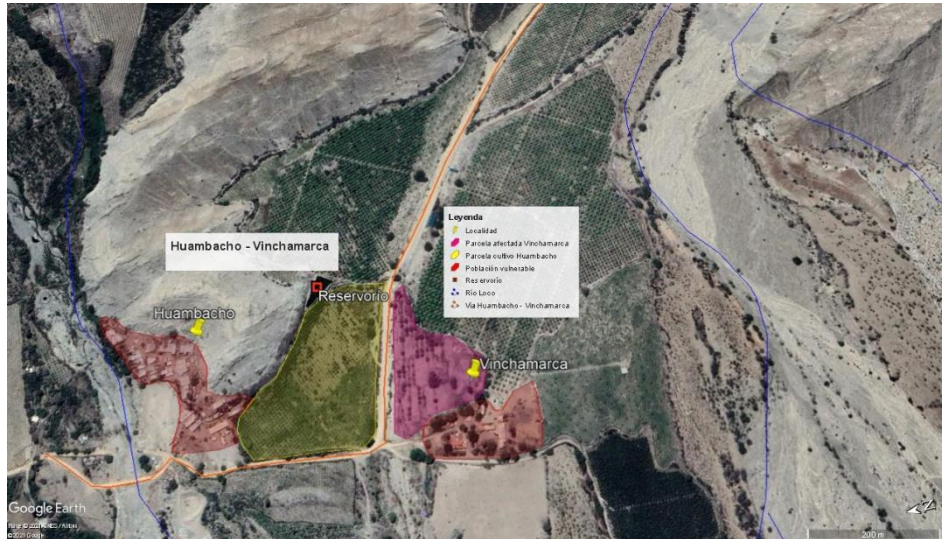 Leyenda
Localidad
Parcela afectada Vinchamarca
Parcela cultivo Huambacho
Población vulnerable
Reservorio
Río Loco
Via Huambacho - Vinchamarca
Huambacho - Vinchamarca
Reservorio
Huambacho
Vinchamarca
Google Earth
200 m